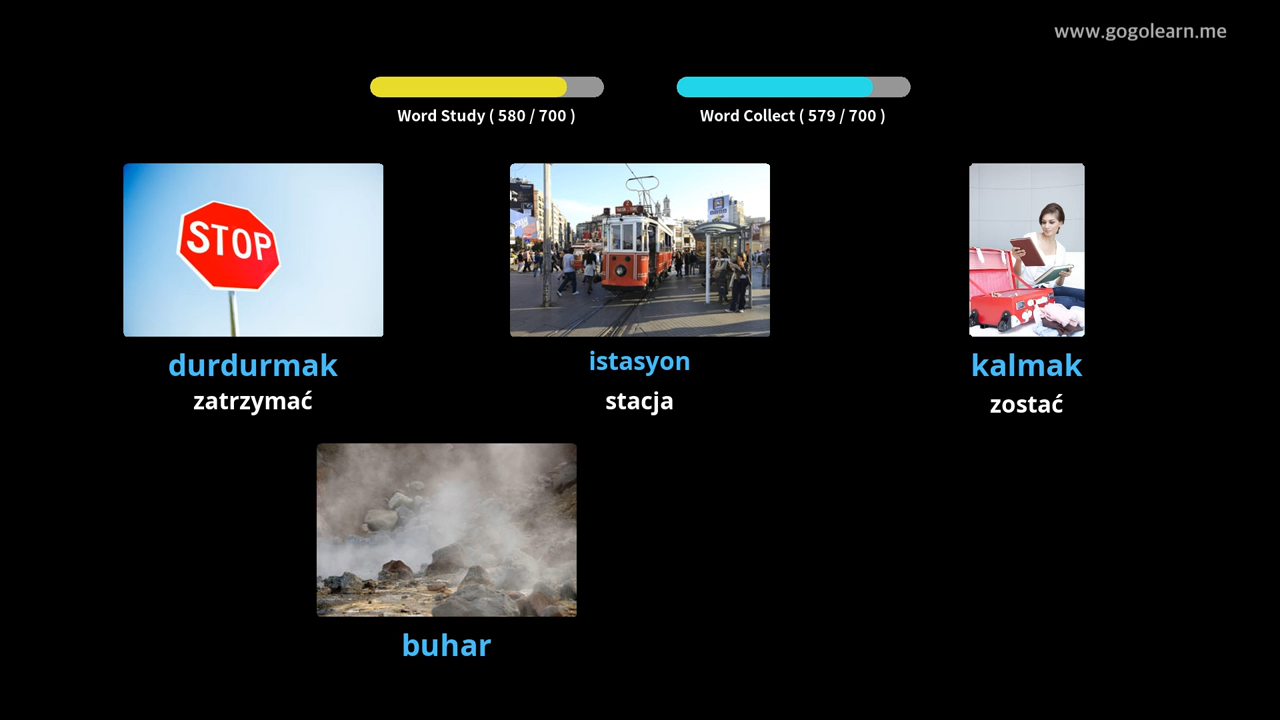 www.gogolearn.me
Word Study ( 580 / 700 )
Word Collect ( 579 / 700 )
STOP
durdurmak
zatrzymać
istasyon
stacja
kalmak
zostać
buhar